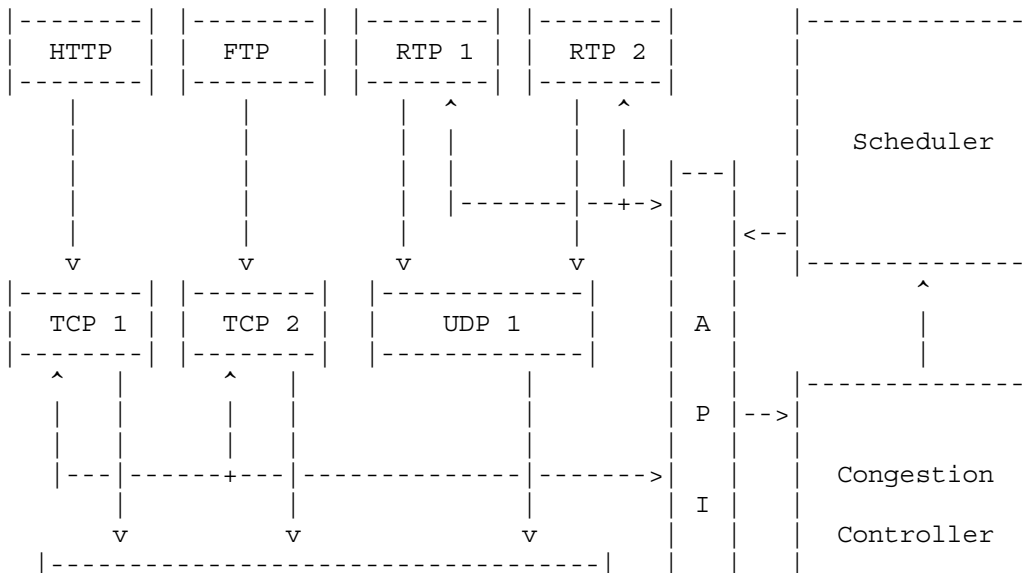 HTTP FTP RTP 1 RTP 2
Scheduler
TCP 1 TCP 2 UDP 1 A
P
Congestion
I
Controller